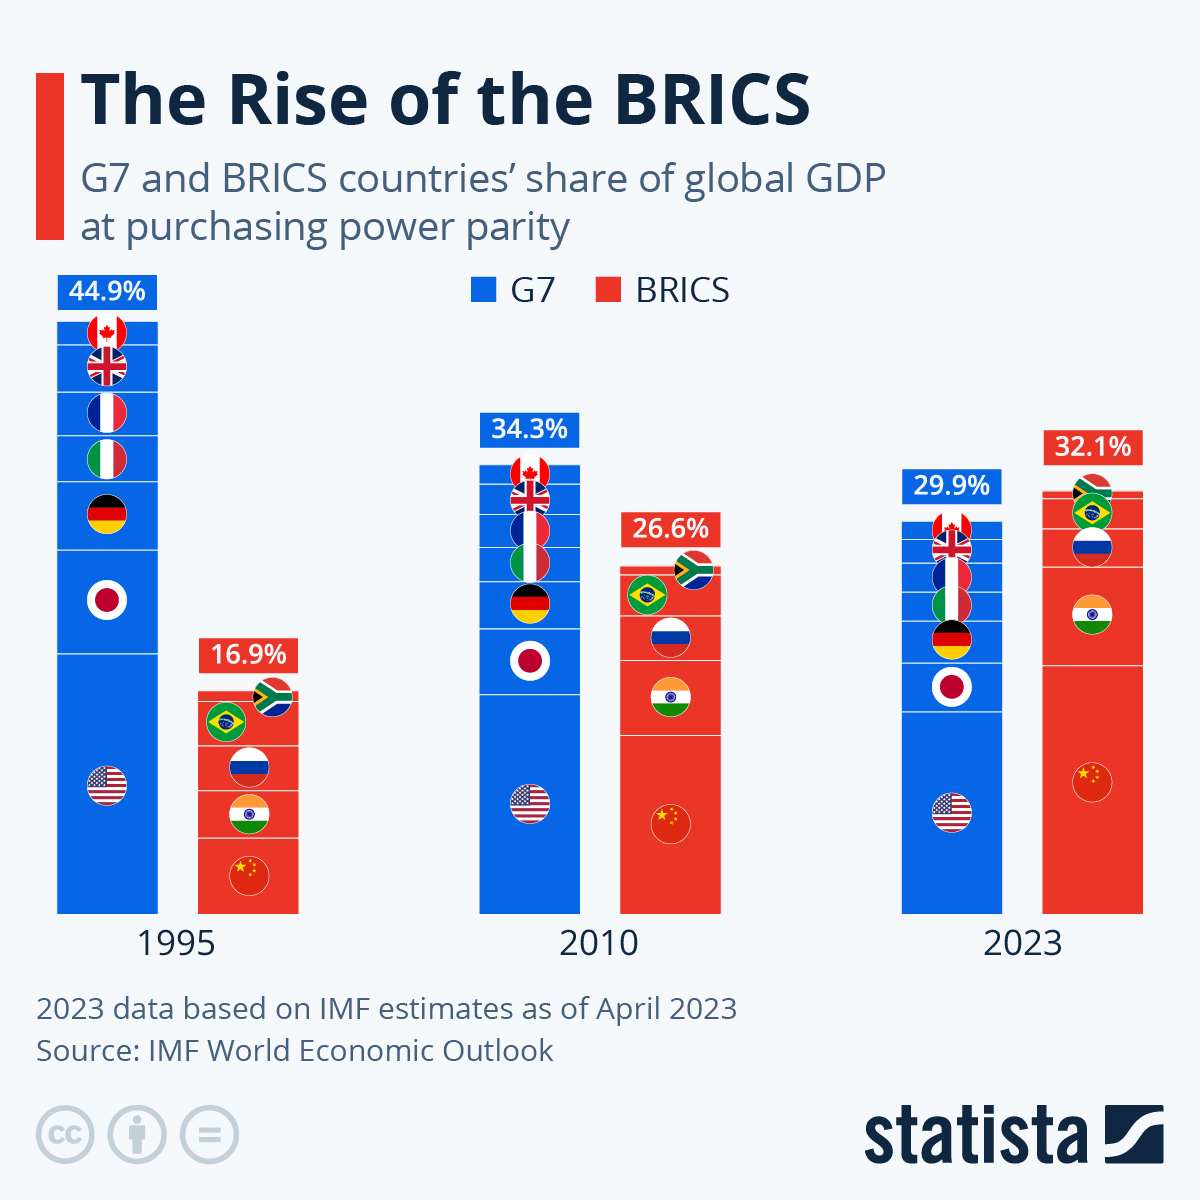 The Rise of the BRICS
G7 and BRICS countries’ share of global GDP
at purchasing power parity
G7 BRICS
44.9%
16.9%
34.3%
26.6%
29.9%
32.1%
1995 2010 2023
2023 data based on IMF estimates as of April 2023
Source: IMF World Economic Outlook
cc
statista